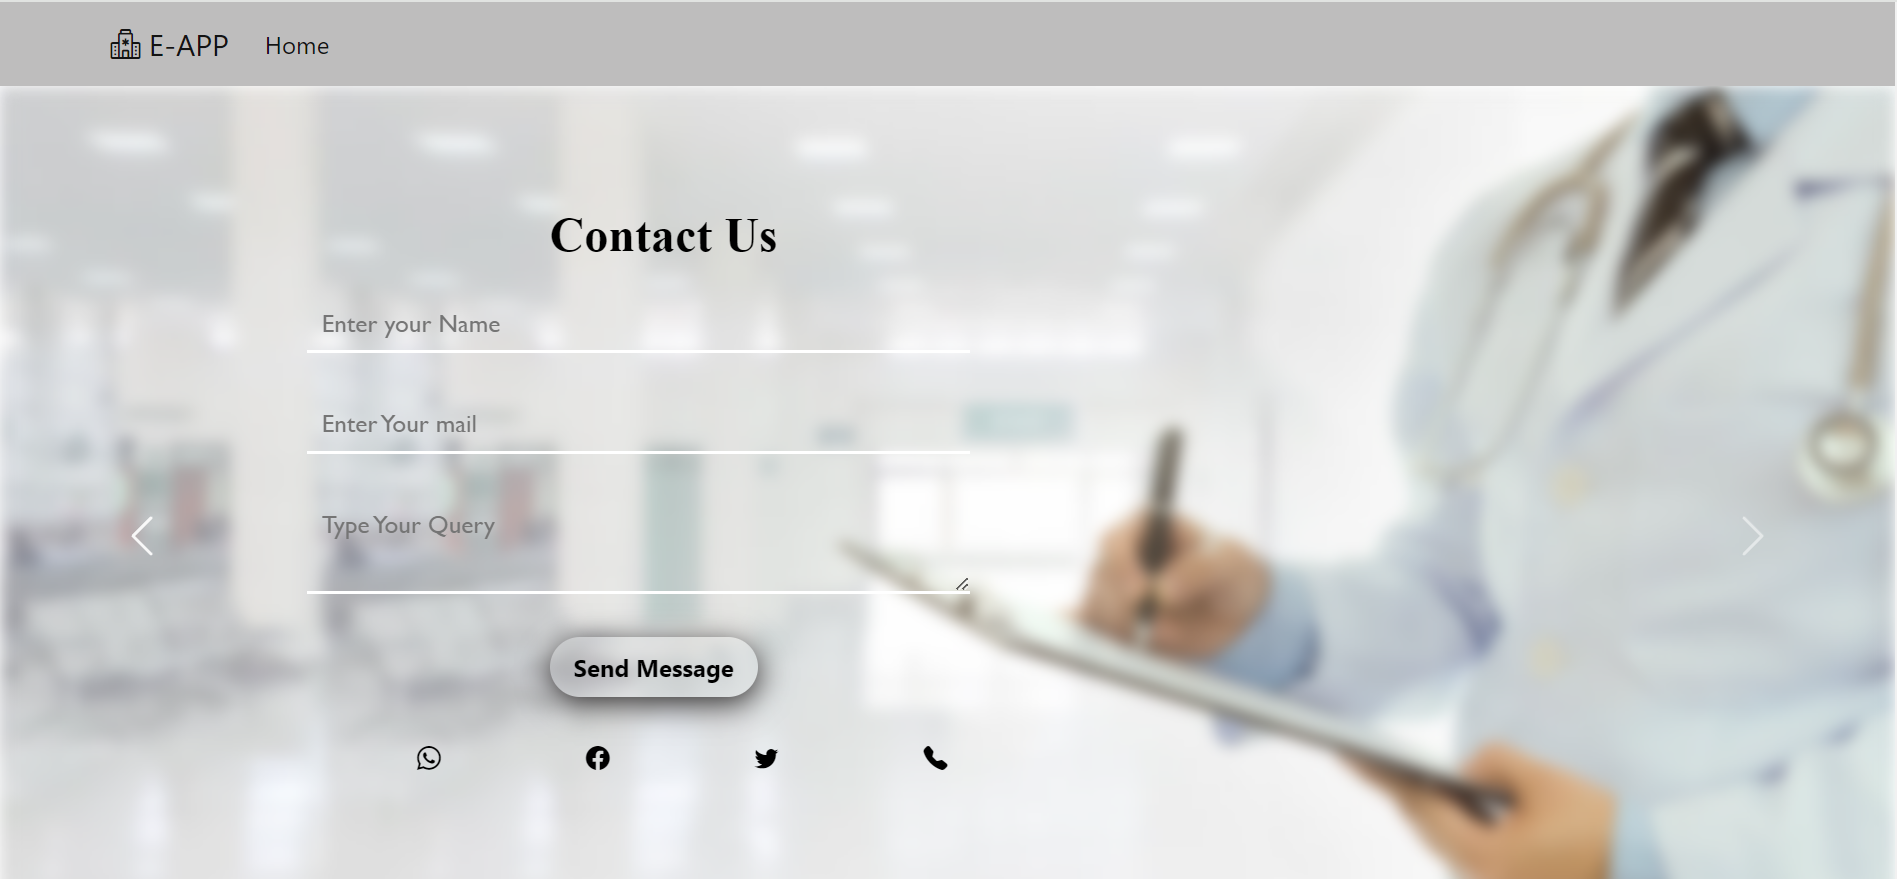 E-APP Home
Contact Us
Enter your Name
Enter Your mail
Type Your Query
Send Message